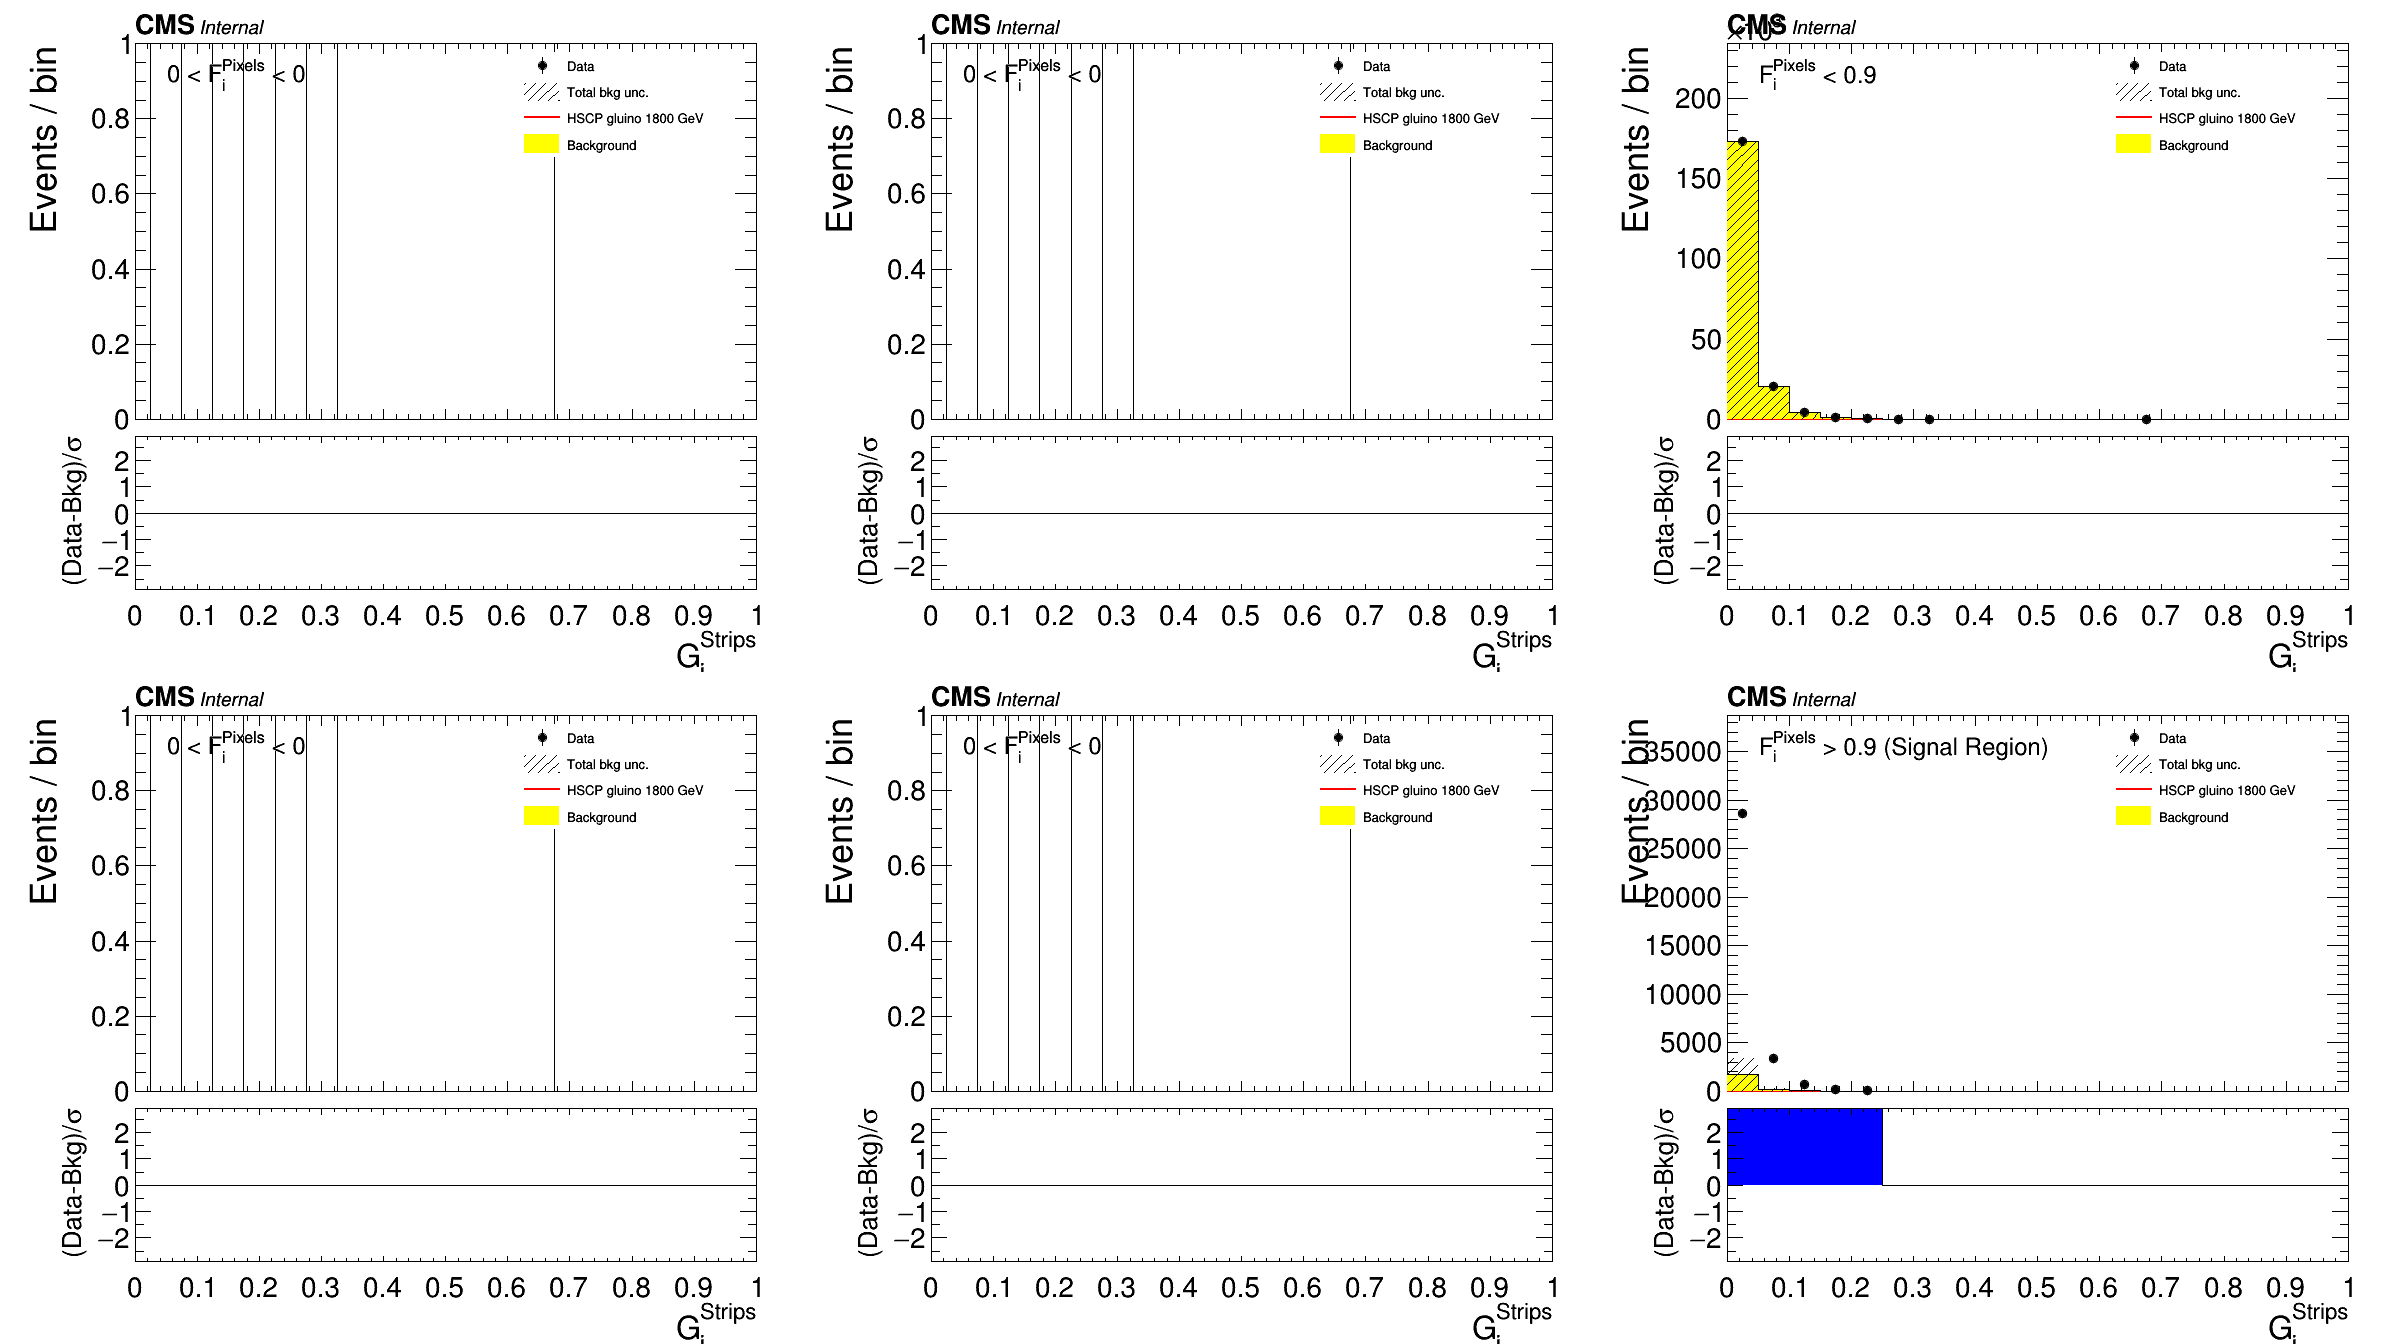 CMS Internal
Events / bin
1
0.8
0.6
0.4
0.2
0
0 < F_i^Pixels < 0
Data
Total bkg unc.
HSCP gluino 1800 GeV
Background
(Data-Bkg)/σ
2
1
0
−1
−2
0 0.1 0.2 0.3 0.4 0.5 0.6 0.7 0.8 0.9 1
G_i^Strips
CMS Internal
Events / bin
1
0.8
0.6
0.4
0.2
0
0 < F_i^Pixels < 0
Data
Total bkg unc.
HSCP gluino 1800 GeV
Background
(Data-Bkg)/σ
2
1
0
−1
−2
0 0.1 0.2 0.3 0.4 0.5 0.6 0.7 0.8 0.9 1
G_i^Strips
CMS Internal
Events / bin
200
150
100
50
0
F_i^Pixels < 0.9
Data
Total bkg unc.
HSCP gluino 1800 GeV
Background
(Data-Bkg)/σ
2
1
0
−1
−2
0 0.1 0.2 0.3 0.4 0.5 0.6 0.7 0.8 0.9 1
G_i^Strips
CMS Internal
Events / bin
1
0.8
0.6
0.4
0.2
0
0 < F_i^Pixels < 0
Data
Total bkg unc.
HSCP gluino 1800 GeV
Background
(Data-Bkg)/σ
2
1
0
−1
−2
0 0.1 0.2 0.3 0.4 0.5 0.6 0.7 0.8 0.9 1
G_i^Strips
CMS Internal
Events / bin
1
0.8
0.6
0.4
0.2
0
0 < F_i^Pixels < 0
Data
Total bkg unc.
HSCP gluino 1800 GeV
Background
(Data-Bkg)/σ
2
1
0
−1
−2
0 0.1 0.2 0.3 0.4 0.5 0.6 0.7 0.8 0.9 1
G_i^Strips
CMS Internal
Events / bin
35000
30000
25000
20000
15000
10000
5000
0
F_i^Pixels > 0.9 (Signal Region)
Data
Total bkg unc.
HSCP gluino 1800 GeV
Background
(Data-Bkg)/σ
2
1
0
−1
−2
0 0.1 0.2 0.3 0.4 0.5 0.6 0.7 0.8 0.9 1
G_i^Strips